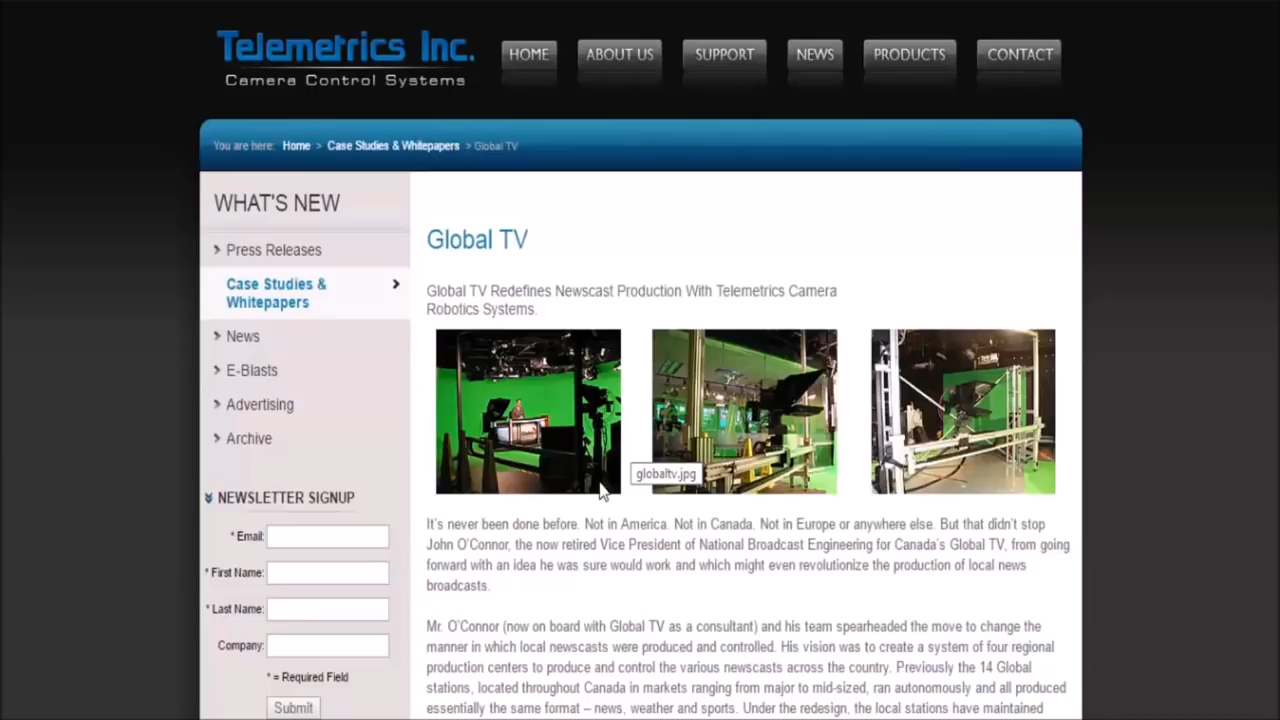 Telemetrics Inc.
Camera Control Systems
HOME
ABOUT US
SUPPORT
NEWS
PRODUCTS
CONTACT
You are here: Home > Case Studies & Whitepapers > Global TV
WHAT'S NEW
Press Releases
Case Studies &
Whitepapers
News
E-Blasts
Advertising
Archive
NEWSLETTER SIGNUP
* Email:
* First Name:
* Last Name:
Company:
* = Required Field
Submit
Global TV
Global TV Redefines Newscast Production With Telemetrics Camera
Robotics Systems.
globaltv.jpg
It's never been done before. Not in America. Not in Canada. Not in Europe or anywhere else. But that didn't stop
John O'Connor, the now retired Vice President of National Broadcast Engineering for Canada's Global TV, from going
forward with an idea he was sure would work and which might even revolutionize the production of local news
broadcasts.
Mr. O'Connor (now on board with Global TV as a consultant) and his team spearheaded the move to change the
manner in which local newscasts were produced and controlled. His vision was to create a system of four regional
production centers to produce and control the various newscasts across the country. Previously the 14 Global
stations, located throughout Canada in markets ranging from major to mid-sized, ran autonomously and all produced
essentially the same format – news, weather and sports. Under the redesign, the local stations have maintained